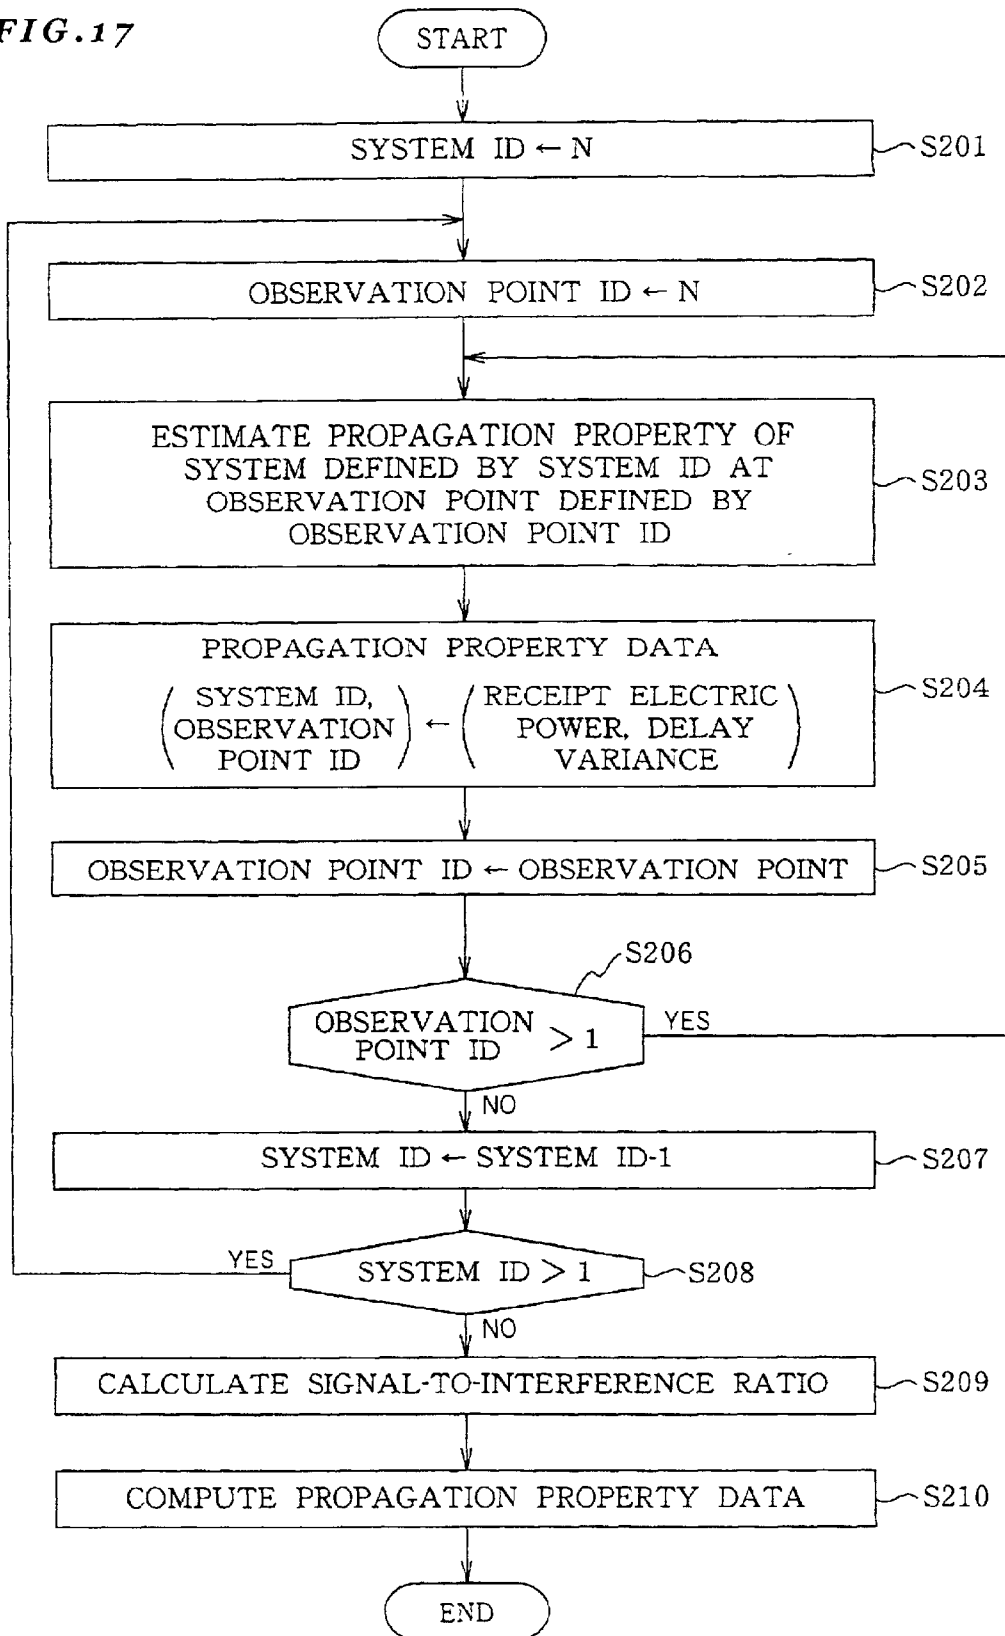 FIG.17
START
SYSTEM ID ← N
S201
OBSERVATION POINT ID ← N
S202
ESTIMATE PROPAGATION PROPERTY OF
SYSTEM DEFINED BY SYSTEM ID AT
OBSERVATION POINT DEFINED BY
OBSERVATION POINT ID
S203
PROPAGATION PROPERTY DATA
(SYSTEM ID,
OBSERVATION
POINT ID) ← (RECEIPT ELECTRIC
POWER, DELAY
VARIANCE)
S204
OBSERVATION POINT ID ← OBSERVATION POINT
S205
S206
OBSERVATION
POINT ID > 1
YES
NO
SYSTEM ID ← SYSTEM ID-1
S207
YES
SYSTEM ID > 1
S208
NO
CALCULATE SIGNAL-TO-INTERFERENCE RATIO
S209
COMPUTE PROPAGATION PROPERTY DATA
S210
END